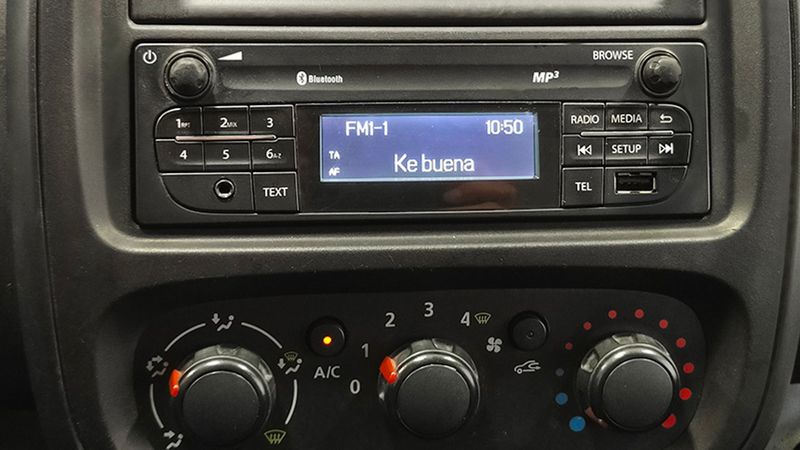 BROWSE
Bluetooth
MP3
1RPT 2MIX 3
4 5 6A-Z
TEXT
FM1-1 10:50
TA
AF
Ke buena
RADIO MEDIA
SETUP
TEL
0 1 2 3 4
A/C